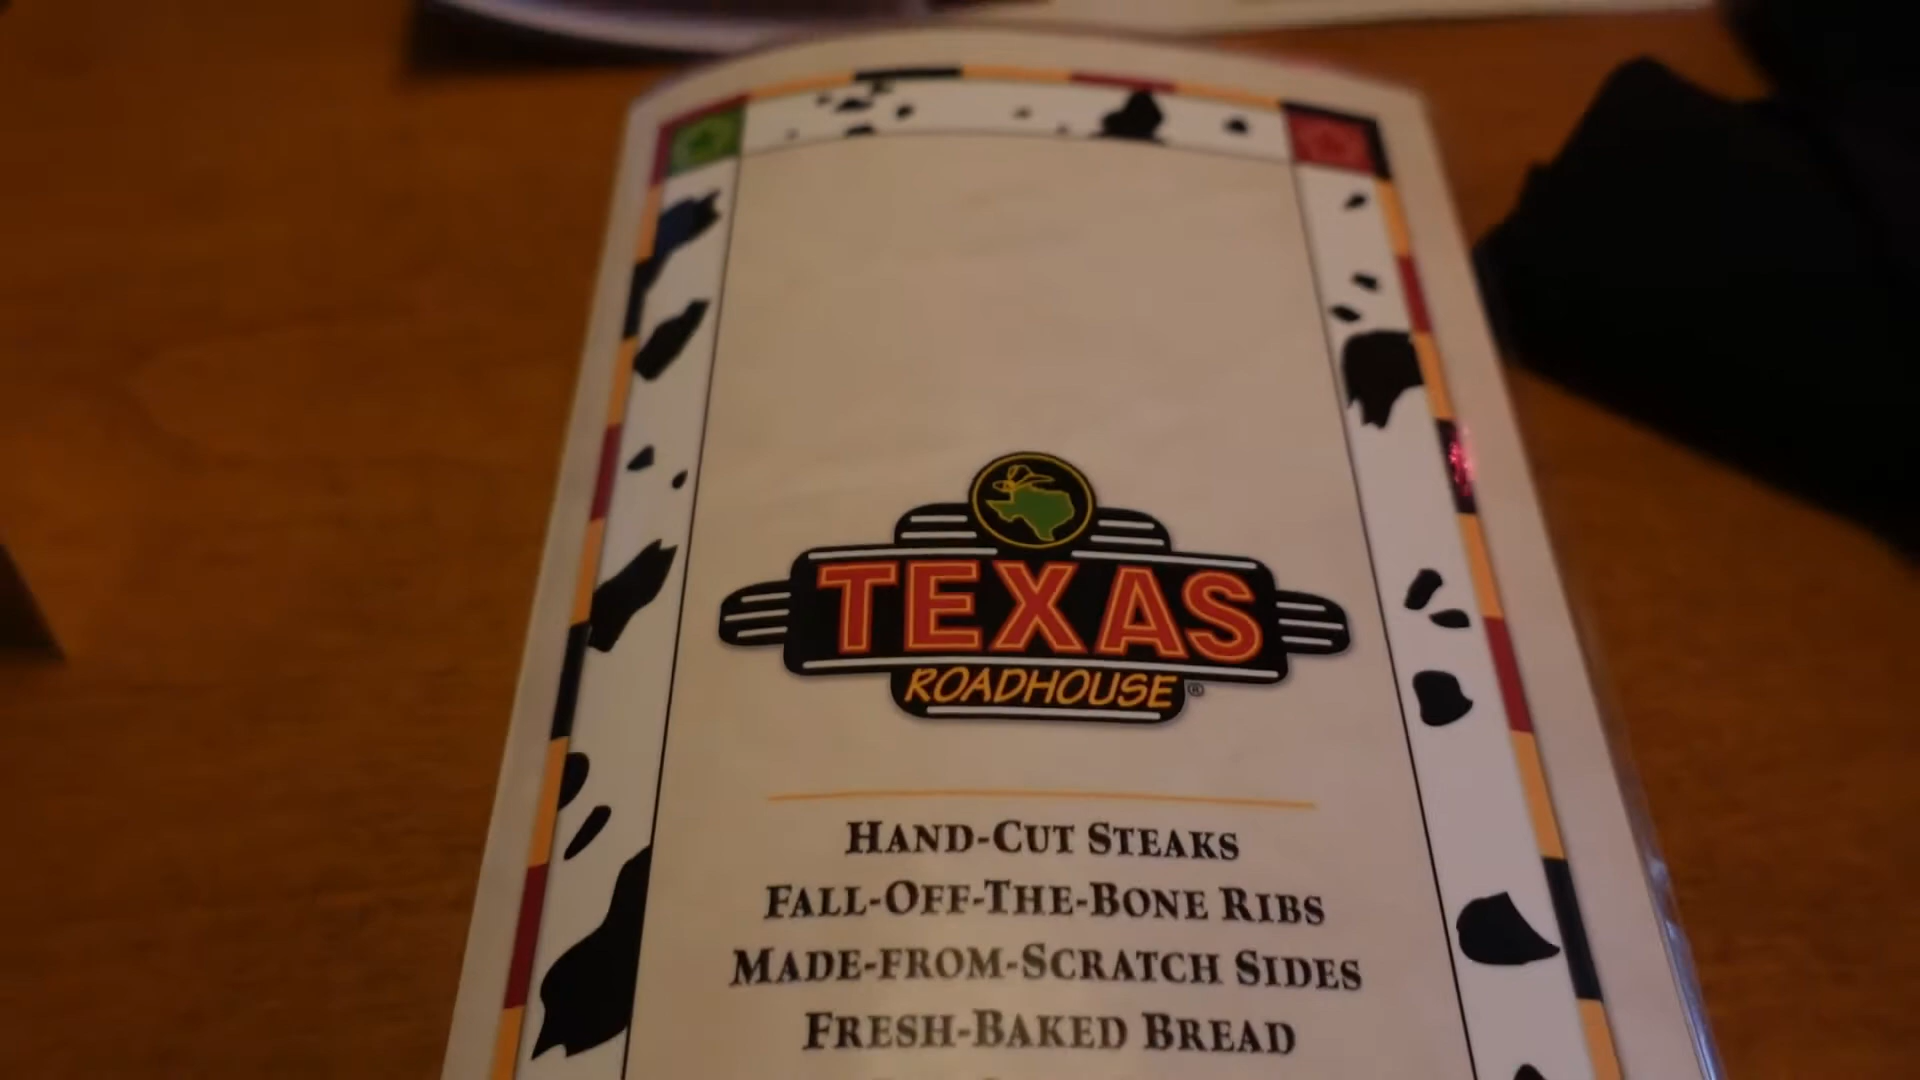 TEXAS
ROADHOUSE®
HAND-CUT STEAKS
FALL-OFF-THE-BONE RIBS
MADE-FROM-SCRATCH SIDES
FRESH-BAKED BREAD